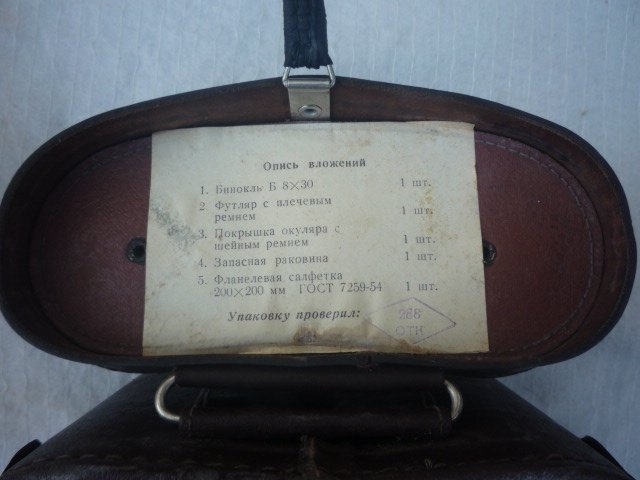 Опись вложений
1. Бинокль Б 8×30 1 шт.
2 Футляр с плечевым
ремнем 1 шт.
3. Покрышка окуляра с
шейным ремнем 1 шт.
4. Запасная раковина 1 шт.
5. Фланелевая салфетка
200×200 мм ГОСТ 7259-54 1 шт.
Упаковку проверил:
288
ОТК